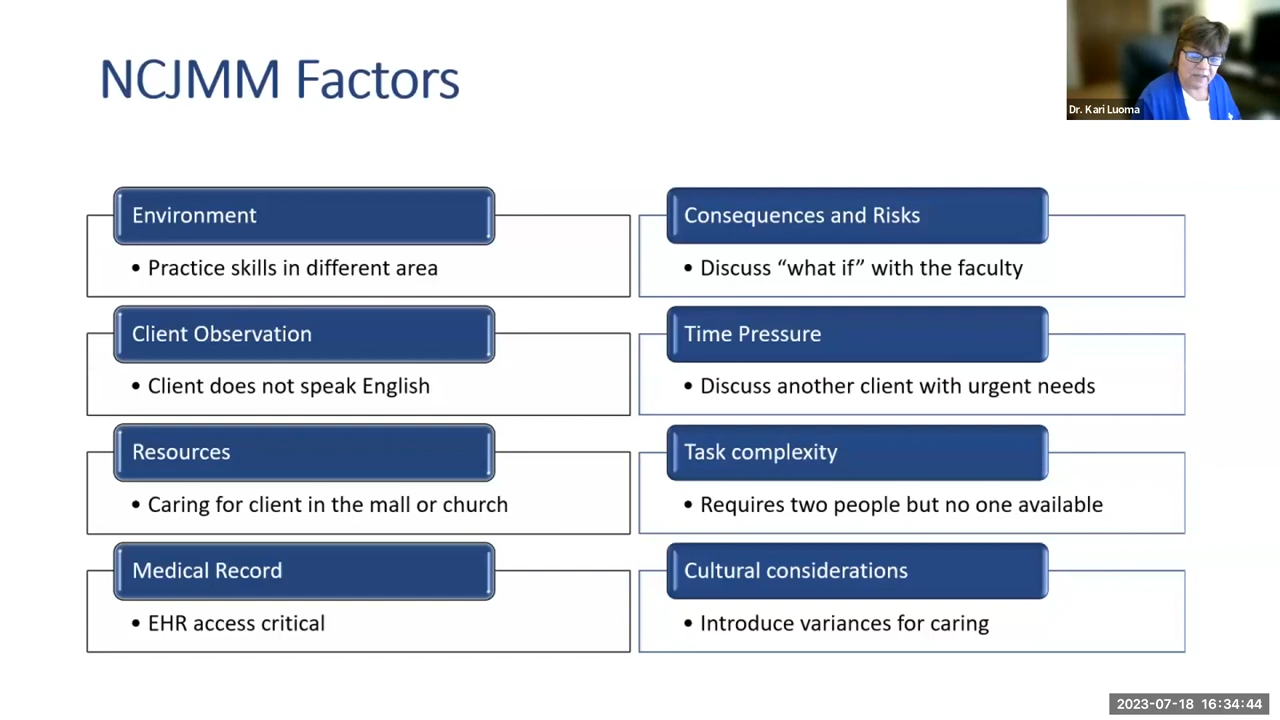 NCJMM Factors
Dr. Kari Luoma
Environment
• Practice skills in different area
Client Observation
• Client does not speak English
Resources
• Caring for client in the mall or church
Medical Record
• EHR access critical
Consequences and Risks
• Discuss “what if” with the faculty
Time Pressure
• Discuss another client with urgent needs
Task complexity
• Requires two people but no one available
Cultural considerations
• Introduce variances for caring
2023-07-18 16:34:44